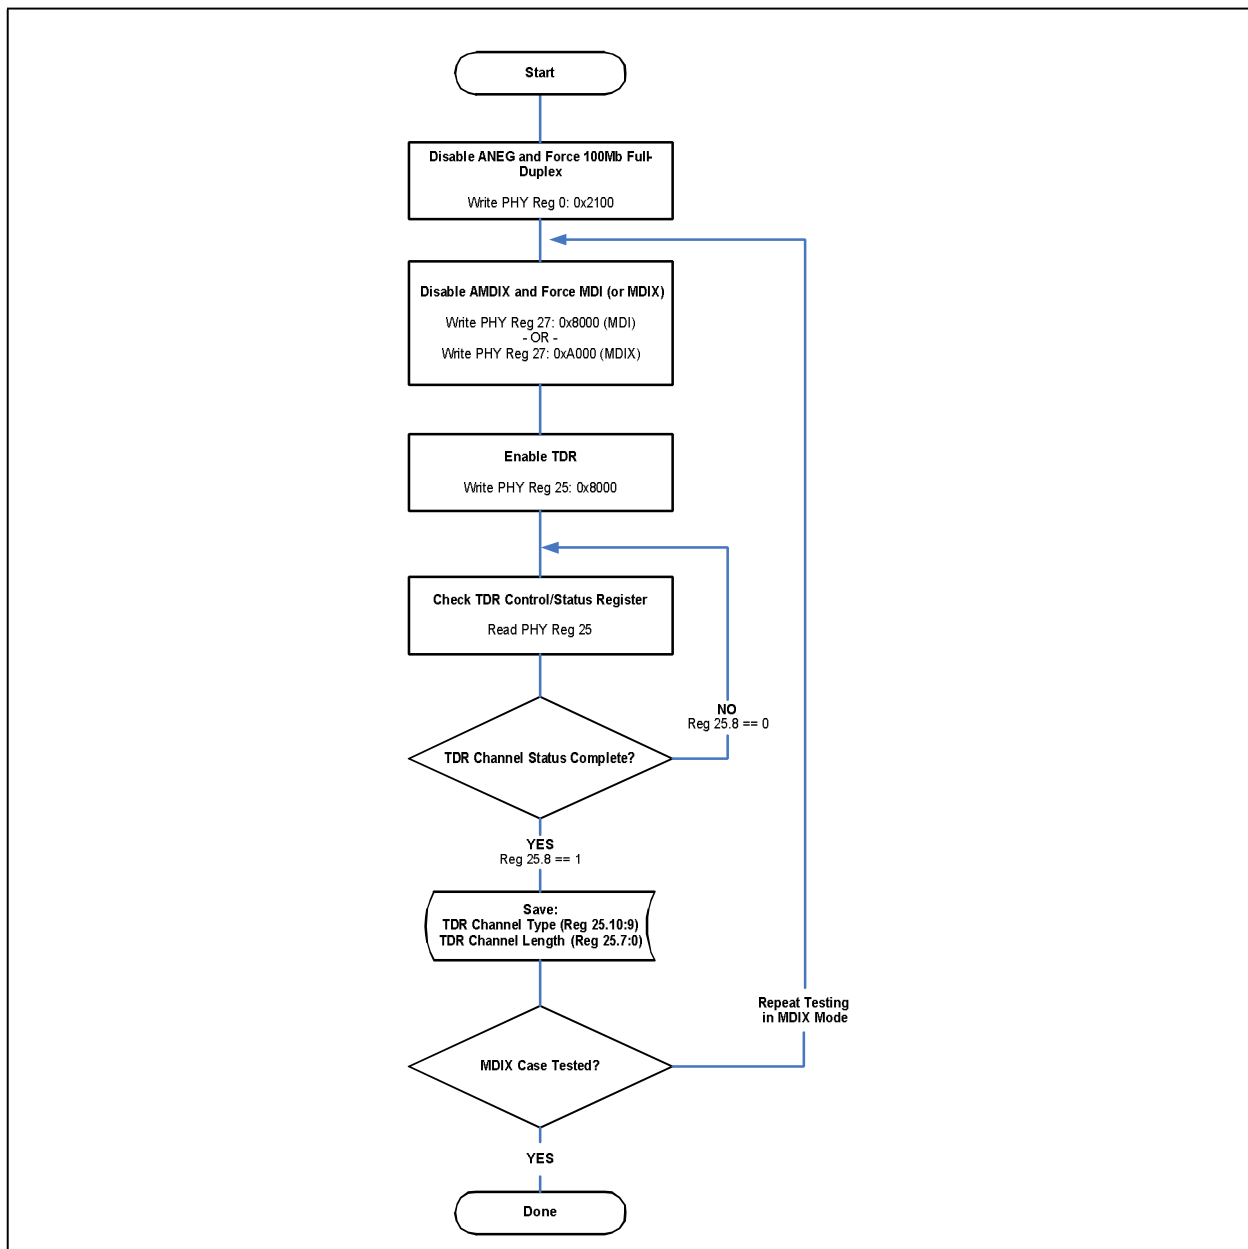 Start
Disable ANEG and Force 100Mb Full-
Duplex
Write PHY Reg 0: 0x2100
Disable AMDIX and Force MDI (or MDIX)
Write PHY Reg 27: 0x8000 (MDI)
- OR -
Write PHY Reg 27: 0xA000 (MDIX)
Enable TDR
Write PHY Reg 25: 0x8000
Check TDR Control/Status Register
Read PHY Reg 25
NO
Reg 25.8 == 0
TDR Channel Status Complete?
YES
Reg 25.8 == 1
Save:
TDR Channel Type (Reg 25.10:9)
TDR Channel Length (Reg 25.7:0)
Repeat Testing
in MDIX Mode
MDIX Case Tested?
YES
Done